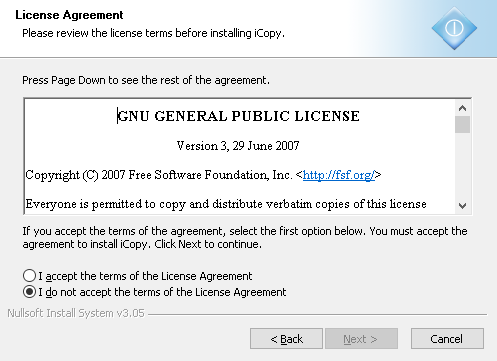 License Agreement
Please review the license terms before installing iCopy.
Press Page Down to see the rest of the agreement.
GNU GENERAL PUBLIC LICENSE
Version 3, 29 June 2007
Copyright (C) 2007 Free Software Foundation, Inc. <http://fsf.org/>
Everyone is permitted to copy and distribute verbatim copies of this license
If you accept the terms of the agreement, select the first option below. You must accept the
agreement to install iCopy. Click Next to continue.
I accept the terms of the License Agreement
I do not accept the terms of the License Agreement
Nullsoft Install System v3.05
< Back Next > Cancel